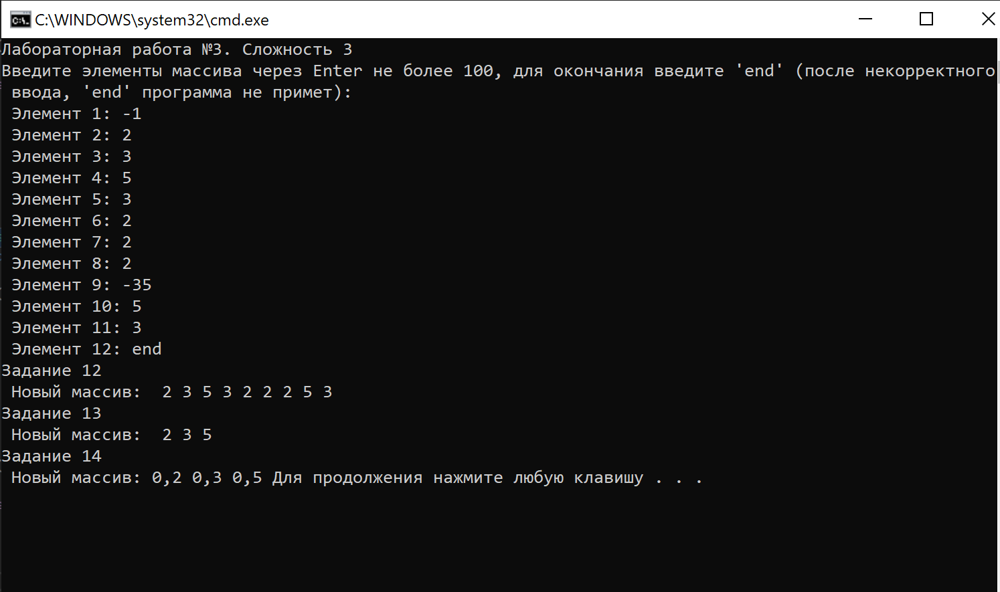 C:\WINDOWS\system32\cmd.exe
Лабораторная работа №3. Сложность 3
Введите элементы массива через Enter не более 100, для окончания введите 'end' (после некорректного
ввода, 'end' программа не примет):
Элемент 1: -1
Элемент 2: 2
Элемент 3: 3
Элемент 4: 5
Элемент 5: 3
Элемент 6: 2
Элемент 7: 2
Элемент 8: 2
Элемент 9: -35
Элемент 10: 5
Элемент 11: 3
Элемент 12: end
Задание 12
Новый массив:  2 3 5 3 2 2 2 5 3
Задание 13
Новый массив:  2 3 5
Задание 14
Новый массив: 0,2 0,3 0,5 Для продолжения нажмите любую клавишу . . .